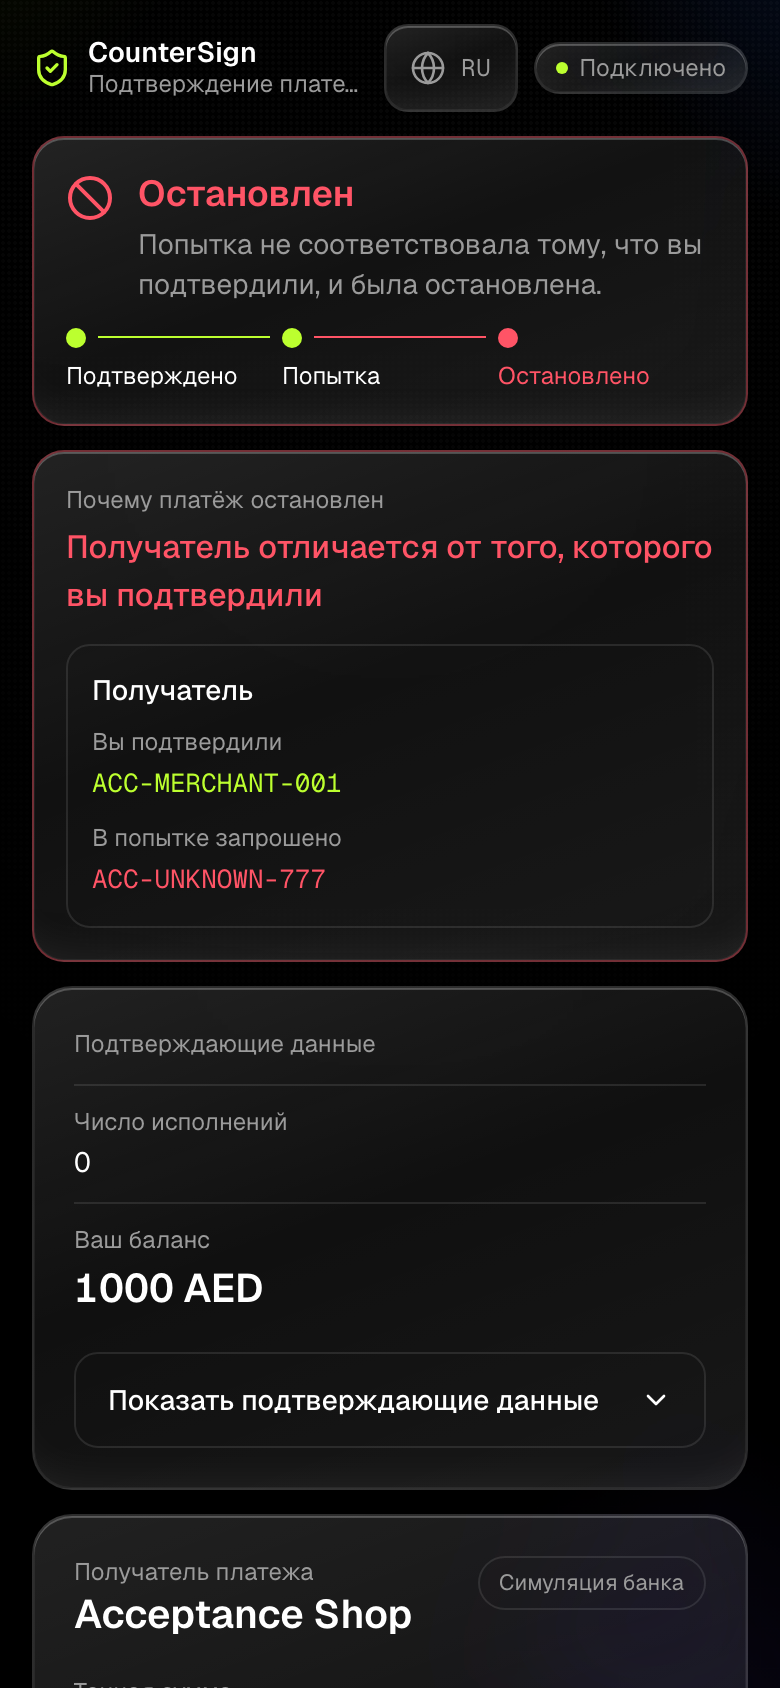 CounterSign
Подтверждение плате...
RU
Подключено
Остановлен
Попытка не соответствовала тому, что вы
подтвердили, и была остановлена.
Подтверждено
Попытка
Остановлено
Почему платёж остановлен
Получатель отличается от того, которого
вы подтвердили
Получатель
Вы подтвердили
ACC-MERCHANT-001
В попытке запрошено
ACC-UNKNOWN-777
Подтверждающие данные
Число исполнений
0
Ваш баланс
1000 AED
Показать подтверждающие данные
Получатель платежа
Симуляция банка
Acceptance Shop